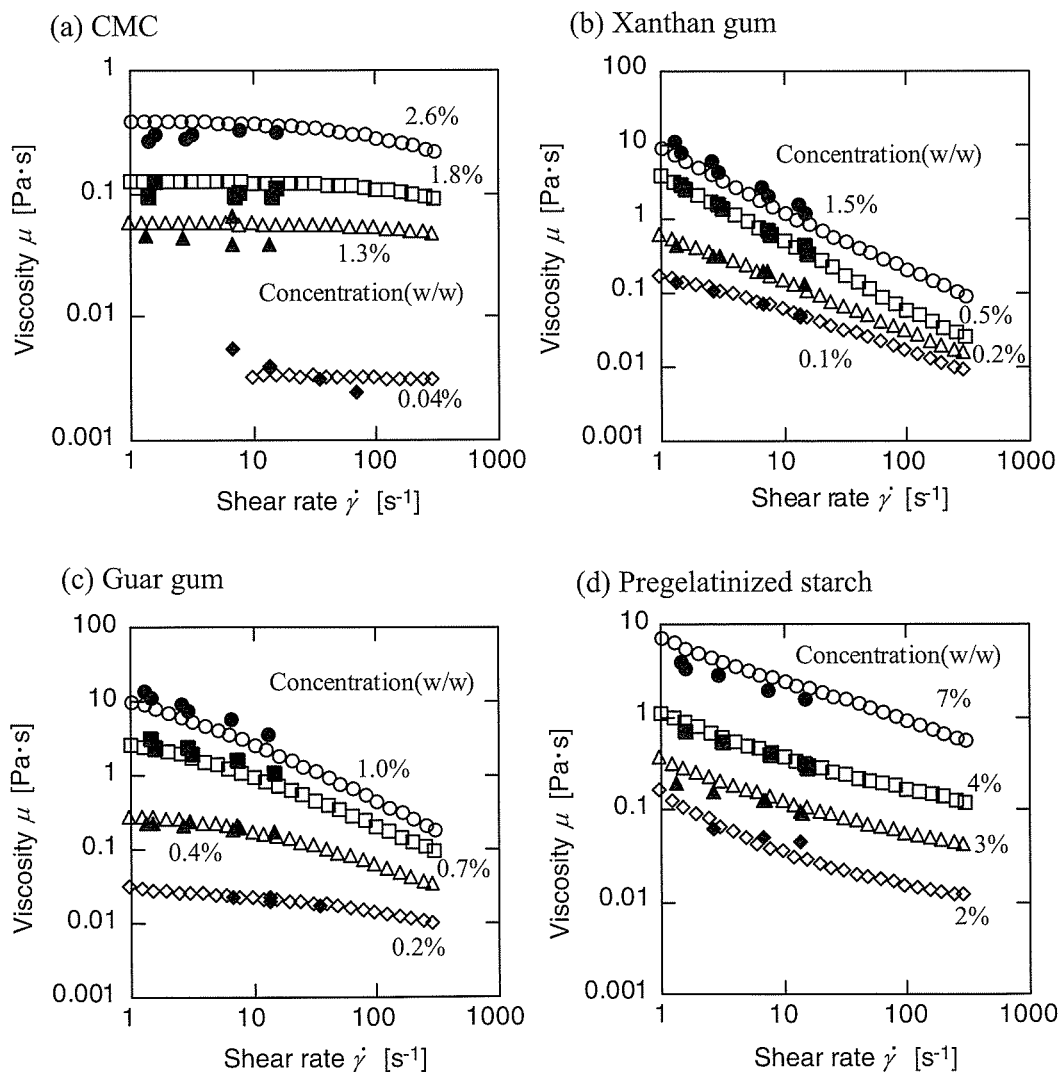 (a) CMC
1
0.1
0.01
0.001
Viscosity μ [Pa·s]
2.6%
1.8%
1.3%
Concentration(w/w)
0.04%
1 10 100 1000
Shear rate γ̇ [s-1]
(b) Xanthan gum
100
10
1
0.1
0.01
0.001
Viscosity μ [Pa·s]
Concentration(w/w)
1.5%
0.5%
0.2%
0.1%
1 10 100 1000
Shear rate γ̇ [s-1]
(c) Guar gum
100
10
1
0.1
0.01
0.001
Viscosity μ [Pa·s]
Concentration(w/w)
1.0%
0.4%
0.7%
0.2%
1 10 100 1000
Shear rate γ̇ [s-1]
(d) Pregelatinized starch
10
1
0.1
0.01
0.001
Viscosity μ [Pa·s]
Concentration(w/w)
7%
4%
3%
2%
1 10 100 1000
Shear rate γ̇ [s-1]